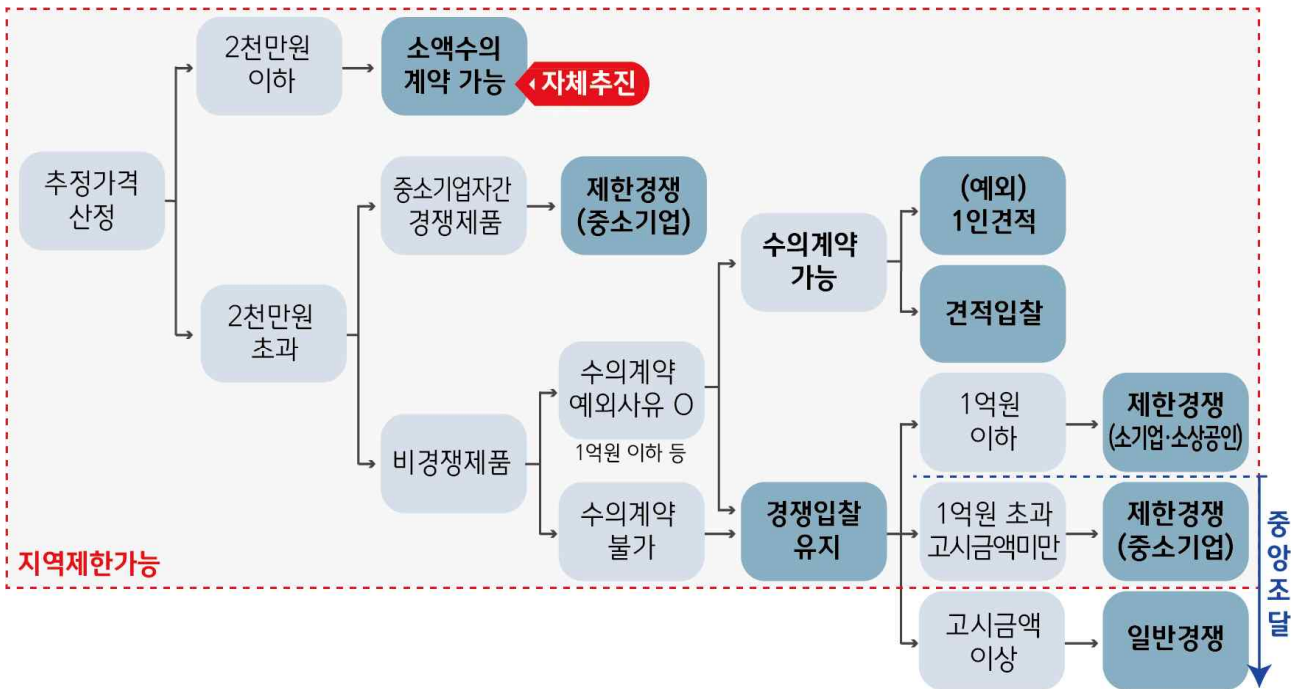 2천만원
이하
소액수의
계약 가능
자체추진
추정가격
산정
중소기업자간
경쟁제품
제한경쟁
(중소기업)
(예외)
1인견적
수의계약
가능
견적입찰
2천만원
초과
수의계약
예외사유 O
1억원 이하 등
1억원
이하
제한경쟁
(소기업·소상공인)
비경쟁제품
수의계약
불가
경쟁입찰
유지
1억원 초과
고시금액미만
제한경쟁
(중소기업)
지역제한가능
고시금액
이상
일반경쟁
중앙조달